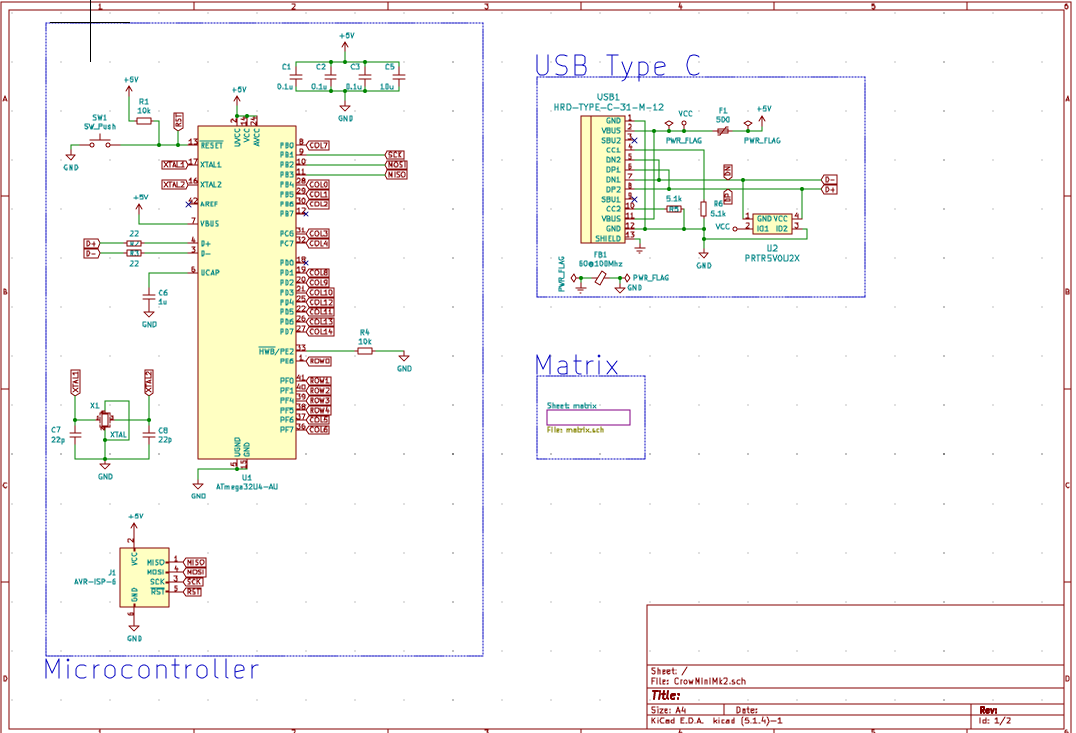 1 2 3 4 5 6
A
B
C
D
Microcontroller
+5V
C1 C2 C3 C5
0.1u 0.1u 0.1u 10u
GND
+5V
R1
10k
RST
SW1
SW_Push
GND
+5V
2 14 24
UVCC VCC AVCC
13 RESET
XTAL1 17 XTAL1
XTAL2 16 XTAL2
42 AREF
+5V
7 VBUS
22
D+ R2 4 D+
D- R3 3 D-
22
6 UCAP
C6
1u
GND
PB0 8 COL7
PB1 9 SCK
PB2 10 MOSI
PB3 11 MISO
PB4 28 COL0
PB5 29 COL1
PB6 30 COL2
PB7 12
PC6 31 COL3
PC7 32 COL4
PD0 18
PD1 19 COL8
PD2 20 COL9
PD3 21 COL10
PD4 25 COL12
PD5 22 COL11
PD6 26 COL13
PD7 27 COL14
HWB/PE2 33
R4
10k
GND
PE6 1 ROW0
PF0 41 ROW1
PF1 40 ROW2
PF4 39 ROW3
PF5 38 ROW4
PF6 37 COL5
PF7 36 COL6
UGND GND
5 15
GND
U1
ATmega32U4-AU
XTAL1 XTAL2
X1
XTAL
C7
22p
C8
22p
GND
+5V
2
VCC
MISO 1 MISO
MOSI 4 MOSI
SCK 3 SCK
RST 5 RST
GND
6
J1
AVR-ISP-6
GND
USB Type C
USB1
HRD-TYPE-C-31-M-12
GND 1
VBUS 2
SBU2 3
CC1 4
DN2 5
DP1 6
DN1 7
DP2 8
SBU1 9
CC2 10
VBUS 11
GND 12
SHIELD 13
VCC
PWR_FLAG
F1
500
+5V
PWR_FLAG
DN
DP
D-
D+
5.1k
R5
R6
5.1k
GND
VCC
1 GND VCC 4
2 IO1 IO2 3
U2
PRTR5V0U2X
FB1
60@100Mhz
PWR_FLAG
PWR_FLAG
GND
Matrix
Sheet: matrix
File: matrix.sch
Sheet: /
File: CrowMiniMk2.sch
Title:
Size: A4 Date: Rev:
KiCad E.D.A. kicad (5.1.4)-1 Id: 1/2